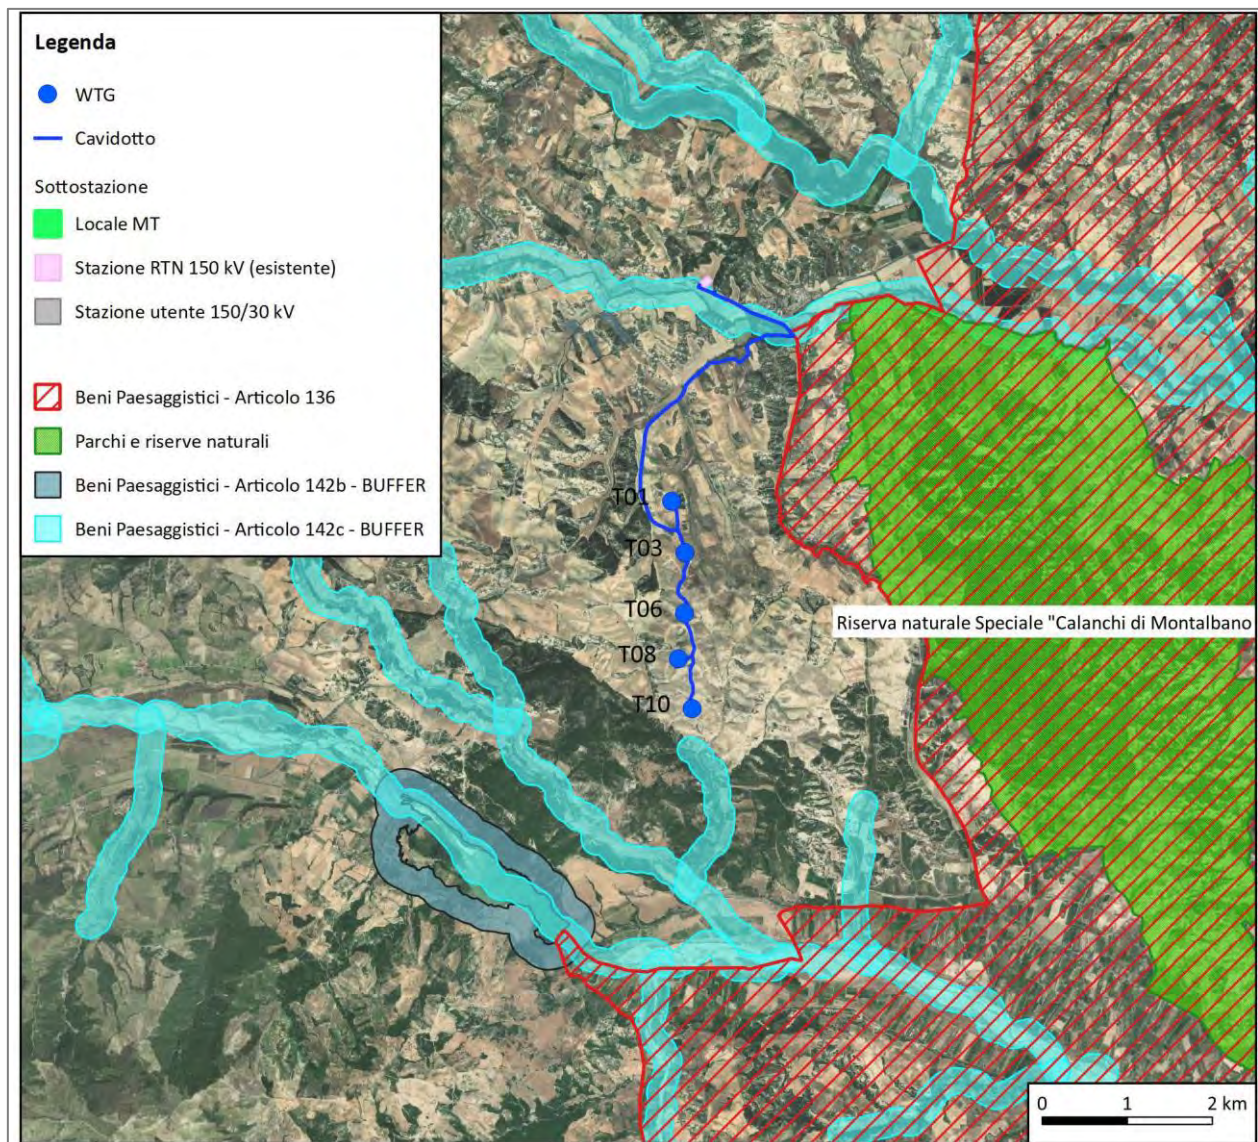 Legenda
WTG
Cavidotto
Sottostazione
Locale MT
Stazione RTN 150 kV (esistente)
Stazione utente 150/30 kV
Beni Paesaggistici - Articolo 136
Parchi e riserve naturali
Beni Paesaggistici - Articolo 142b - BUFFER
Beni Paesaggistici - Articolo 142c - BUFFER
T01
T03
T06
Riserva naturale Speciale "Calanchi di Montalbano
T08
T10
0 1 2 km